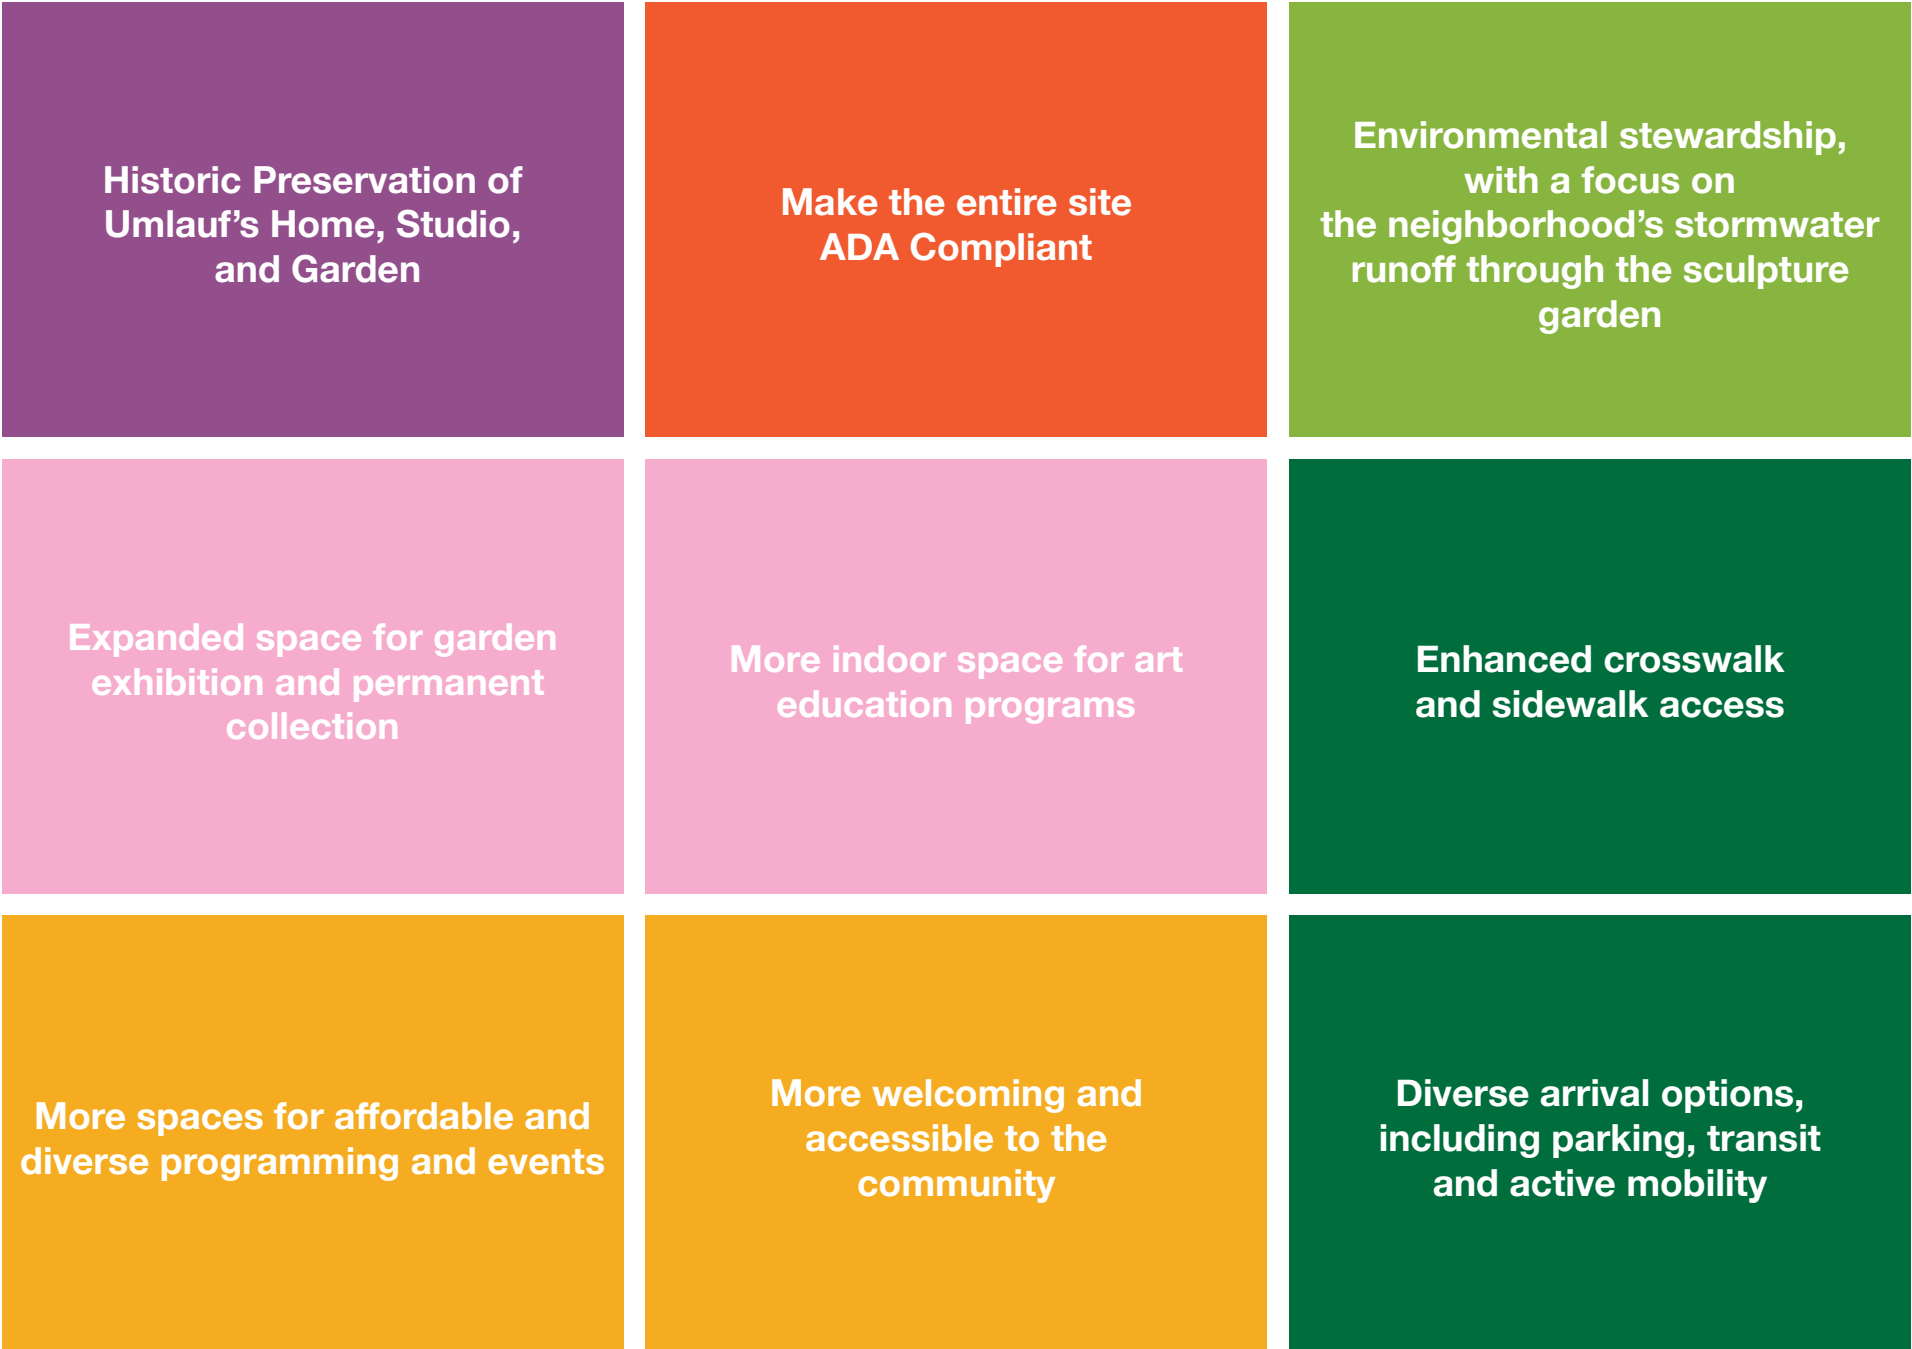 Historic Preservation of
Umlauf’s Home, Studio,
and Garden
Make the entire site
ADA Compliant
Environmental stewardship,
with a focus on
the neighborhood’s stormwater
runoff through the sculpture
garden
Expanded space for garden
exhibition and permanent
collection
More indoor space for art
education programs
Enhanced crosswalk
and sidewalk access
More spaces for affordable and
diverse programming and events
More welcoming and
accessible to the
community
Diverse arrival options,
including parking, transit
and active mobility